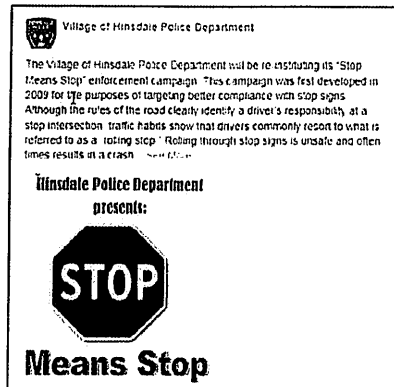 Village of Hinsdale Police Department
The Village of Hinsdale Police Department will be re-instituting its "Stop
Means Stop" enforcement campaign. This campaign was first developed in
2009 for the purposes of targeting better compliance with stop signs.
Although the rules of the road clearly identify a driver's responsibility at a
stop intersection, traffic habits show that drivers commonly resort to what is
referred to as a "rolling stop." Rolling through stop signs is unsafe and often
times results in a crash... See More
Hinsdale Police Department
presents:
STOP
Means Stop